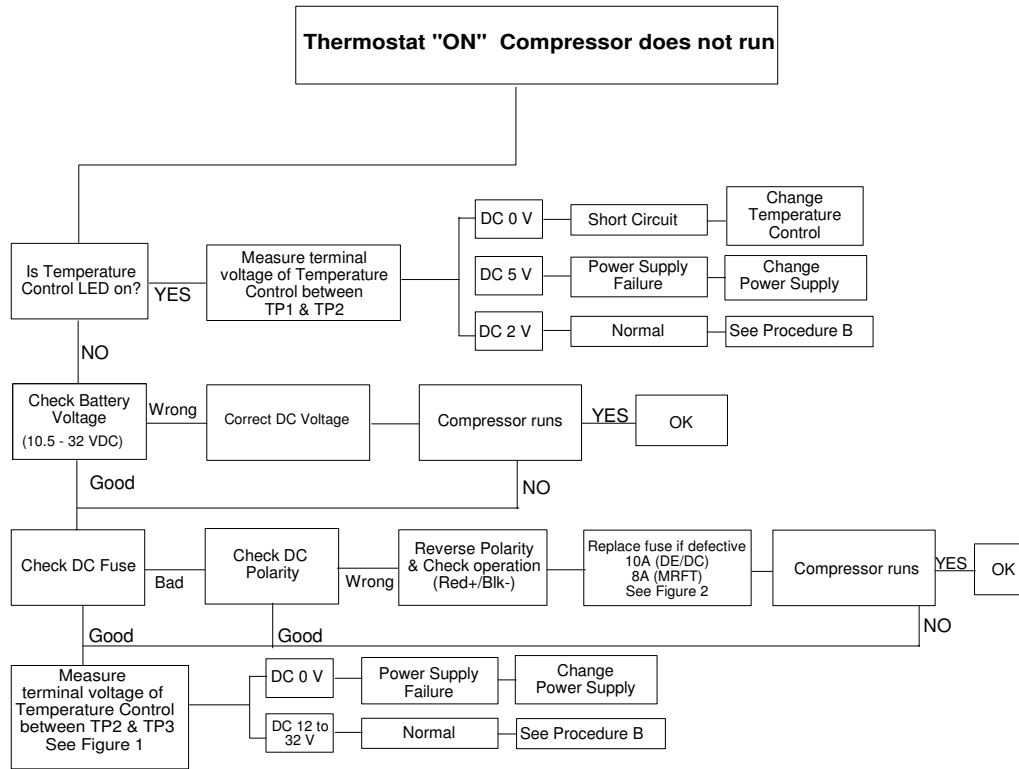 Thermostat "ON" Compressor does not run
Is Temperature
Control LED on?
YES
Measure terminal
voltage of Temperature
Control between
TP1 & TP2
DC 0 V
Short Circuit
Change
Temperature
Control
DC 5 V
Power Supply
Failure
Change
Power Supply
DC 2 V
Normal
See Procedure B
NO
Check Battery
Voltage
(10.5 - 32 VDC)
Wrong
Correct DC Voltage
Compressor runs
YES
OK
Good
NO
Check DC Fuse
Bad
Check DC
Polarity
Wrong
Reverse Polarity
& Check operation
(Red+/Blk-)
Replace fuse if defective
10A (DE/DC)
8A (MRFT)
See Figure 2
Compressor runs
YES
OK
Good
Good
NO
Measure
terminal voltage of
Temperature Control
between TP2 & TP3
See Figure 1
DC 0 V
Power Supply
Failure
Change
Power Supply
DC 12 to
32 V
Normal
See Procedure B